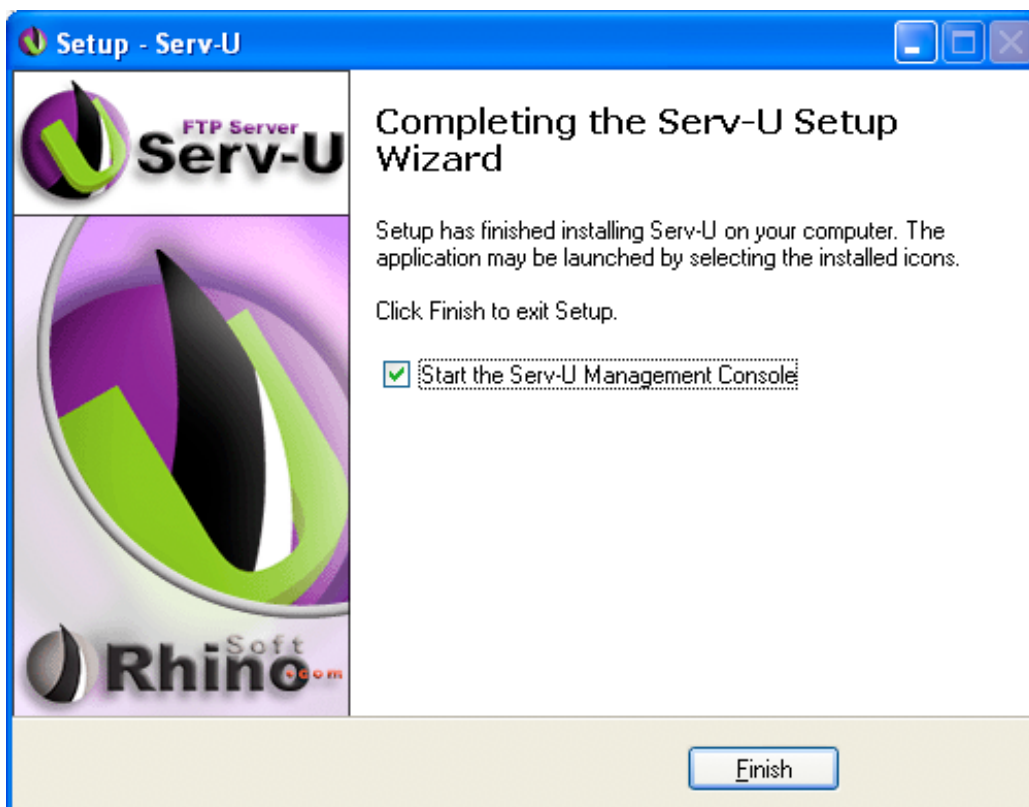 Setup - Serv-U
FTP Server
Serv-U
Completing the Serv-U Setup
Wizard
Setup has finished installing Serv-U on your computer. The
application may be launched by selecting the installed icons.
Click Finish to exit Setup.
Start the Serv-U Management Console
Soft
Rhino.com
Finish